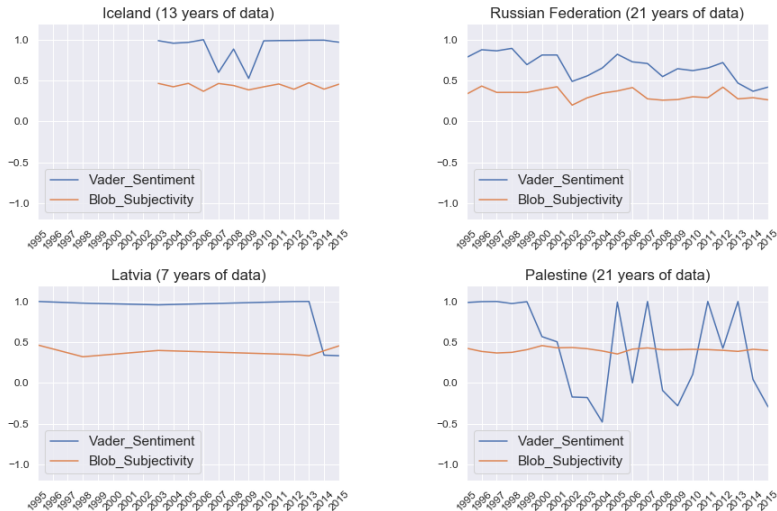 Iceland (13 years of data)
1.0
0.5
0.0
−0.5
−1.0
Vader_Sentiment
Blob_Subjectivity
1995 1996 1997 1998 1999 2000 2001 2002 2003 2004 2005 2006 2007 2008 2009 2010 2011 2012 2013 2014 2015
Russian Federation (21 years of data)
1.0
0.5
0.0
−0.5
−1.0
Vader_Sentiment
Blob_Subjectivity
1995 1996 1997 1998 1999 2000 2001 2002 2003 2004 2005 2006 2007 2008 2009 2010 2011 2012 2013 2014 2015
Latvia (7 years of data)
1.0
0.5
0.0
−0.5
−1.0
Vader_Sentiment
Blob_Subjectivity
1995 1996 1997 1998 1999 2000 2001 2002 2003 2004 2005 2006 2007 2008 2009 2010 2011 2012 2013 2014 2015
Palestine (21 years of data)
1.0
0.5
0.0
−0.5
−1.0
Vader_Sentiment
Blob_Subjectivity
1995 1996 1997 1998 1999 2000 2001 2002 2003 2004 2005 2006 2007 2008 2009 2010 2011 2012 2013 2014 2015